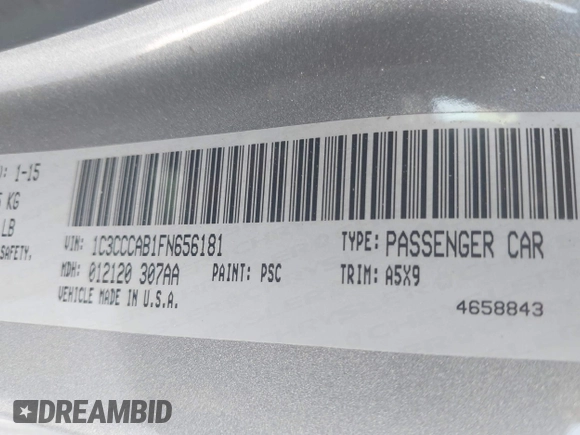 : 1-15
KG
LB
SAFETY.
VIN: 1C3CCCAB1FN656181
TYPE: PASSENGER CAR
MDH: 012120 307AA
PAINT: PSC
TRIM: A5X9
VEHICLE MADE IN U.S.A.
4658843
DREAMBID